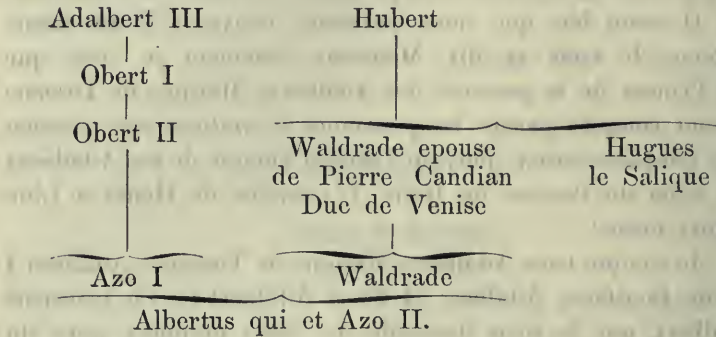 Adalbert III Hubert
Obert I
Obert II
Waldrade epouse Hugues
de Pierre Candian le Salique
Duc de Venise
Azo I Waldrade
Albertus qui et Azo II.